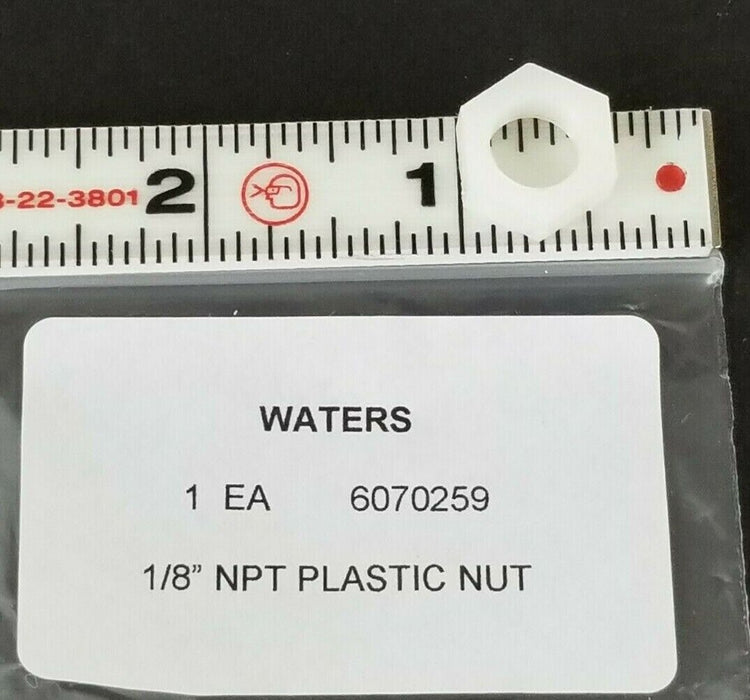 3-22-3801 2 1
WATERS
1 EA 6070259
1/8” NPT PLASTIC NUT